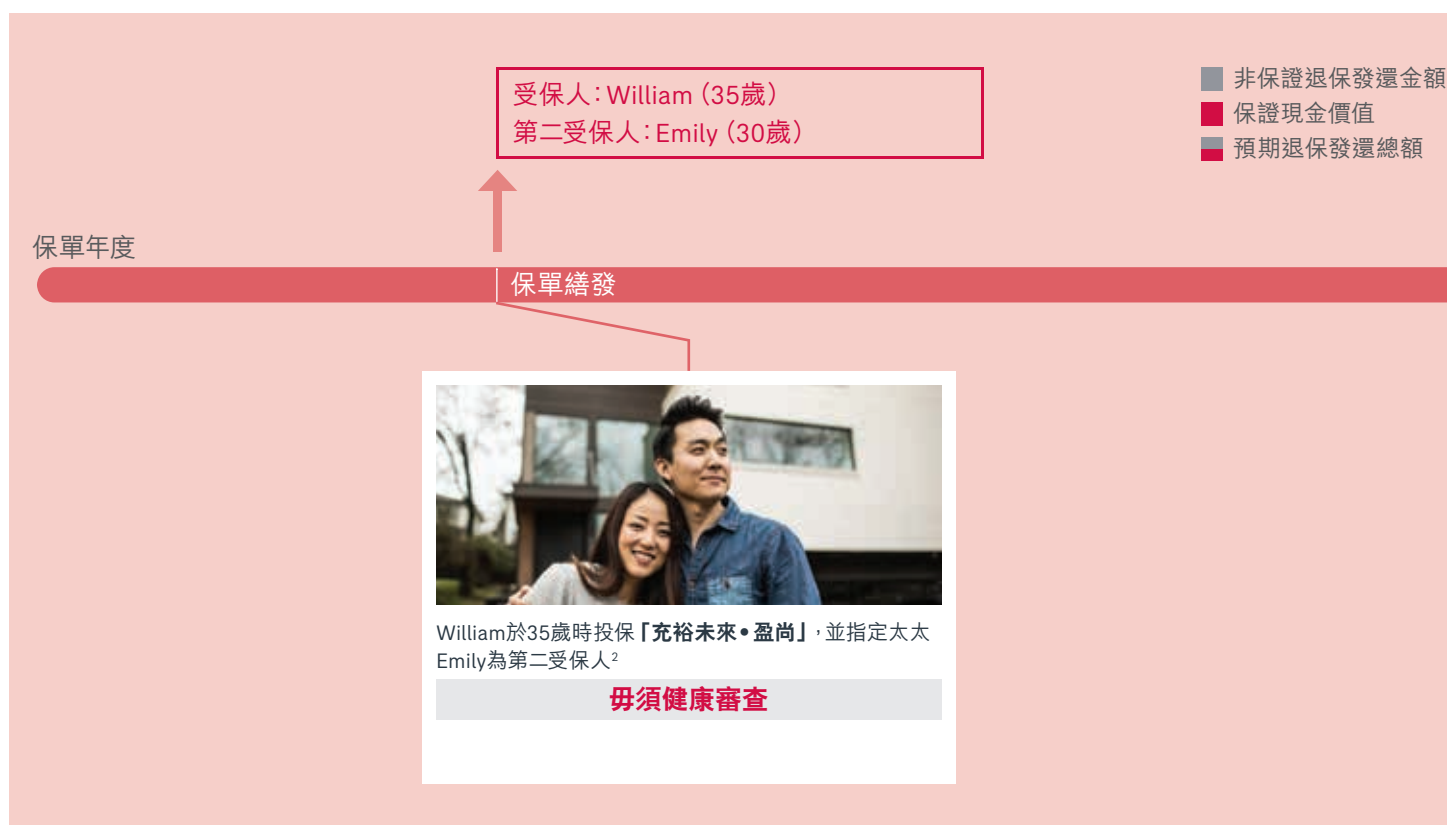 受保人：William（35歲）
第二受保人：Emily（30歲）
非保證退保發還金額
保證現金價值
預期退保發還總額
保單年度
保單繕發
William於35歲時投保「充裕未來•盈尚」，並指定太太
Emily為第二受保人²
毋須健康審查